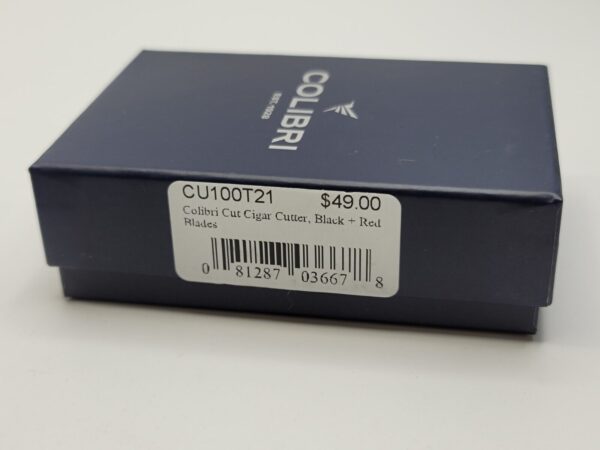 COLIBRI
EST. 1928
CU100T21 $49.00
Colibri Cut Cigar Cutter, Black + Red
Blades
0 81287 03667 8